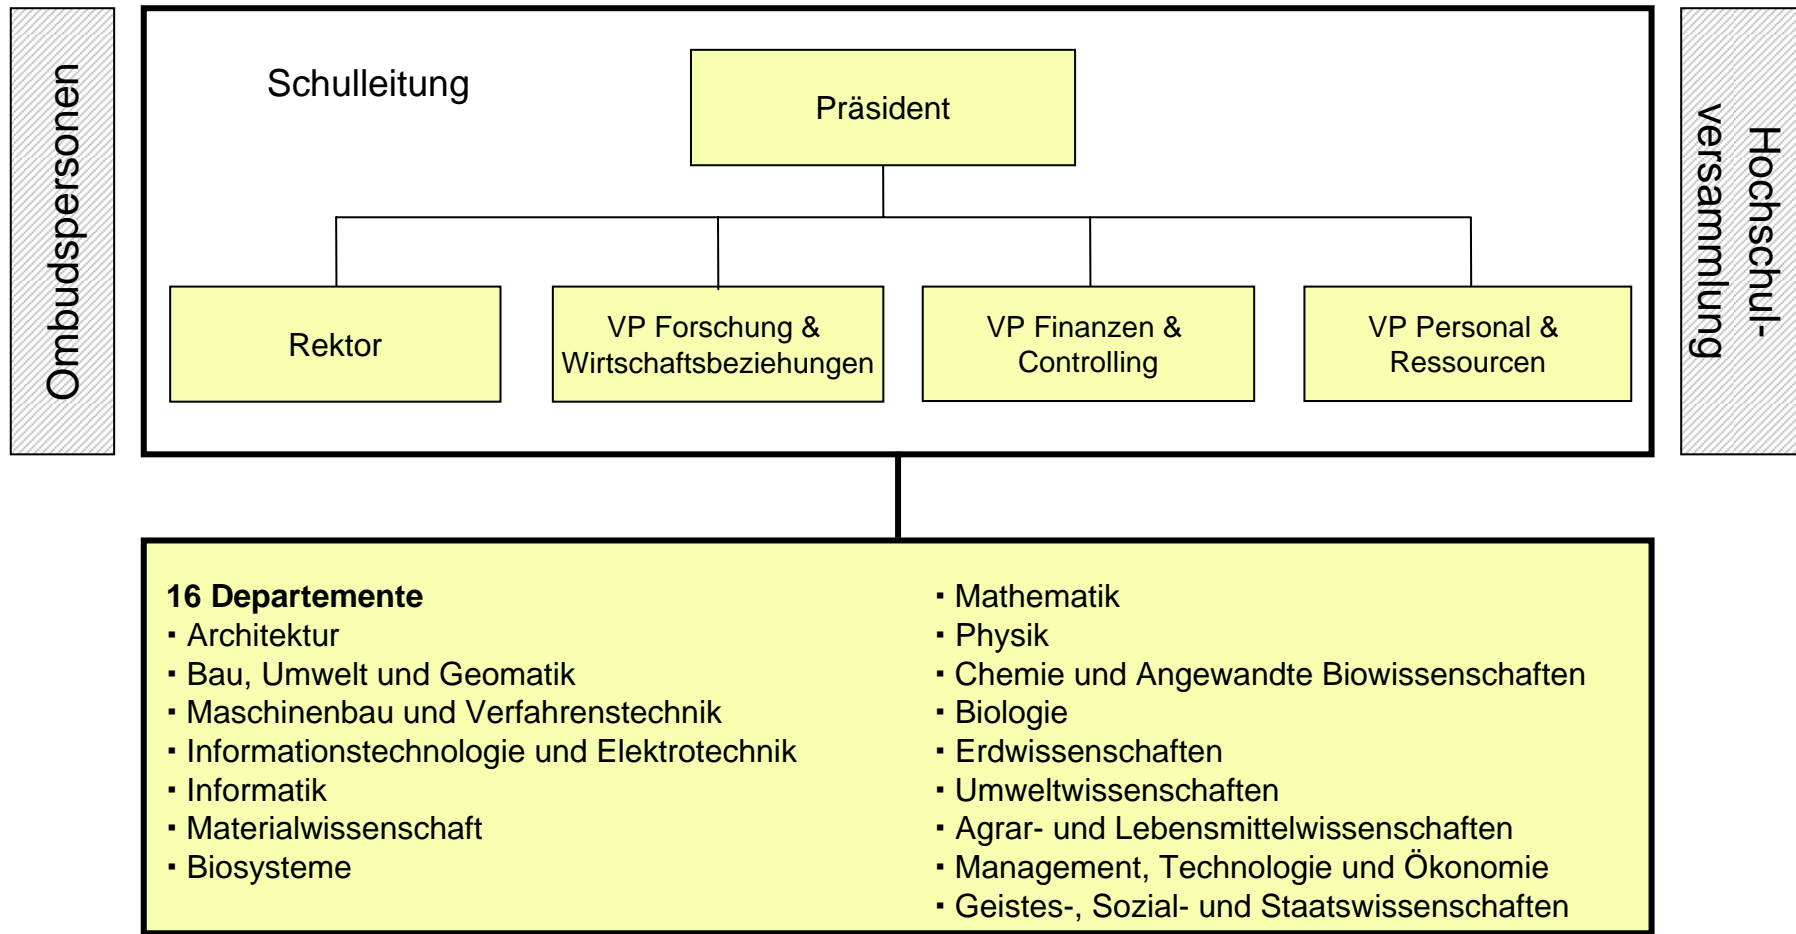 Ombudspersonen
Schulleitung
Präsident
Rektor
VP Forschung &
Wirtschaftsbeziehungen
VP Finanzen &
Controlling
VP Personal &
Ressourcen
Hochschul-
versammlung
16 Departemente
▪ Architektur
▪ Bau, Umwelt und Geomatik
▪ Maschinenbau und Verfahrenstechnik
▪ Informationstechnologie und Elektrotechnik
▪ Informatik
▪ Materialwissenschaft
▪ Biosysteme
▪ Mathematik
▪ Physik
▪ Chemie und Angewandte Biowissenschaften
▪ Biologie
▪ Erdwissenschaften
▪ Umweltwissenschaften
▪ Agrar- und Lebensmittelwissenschaften
▪ Management, Technologie und Ökonomie
▪ Geistes-, Sozial- und Staatswissenschaften